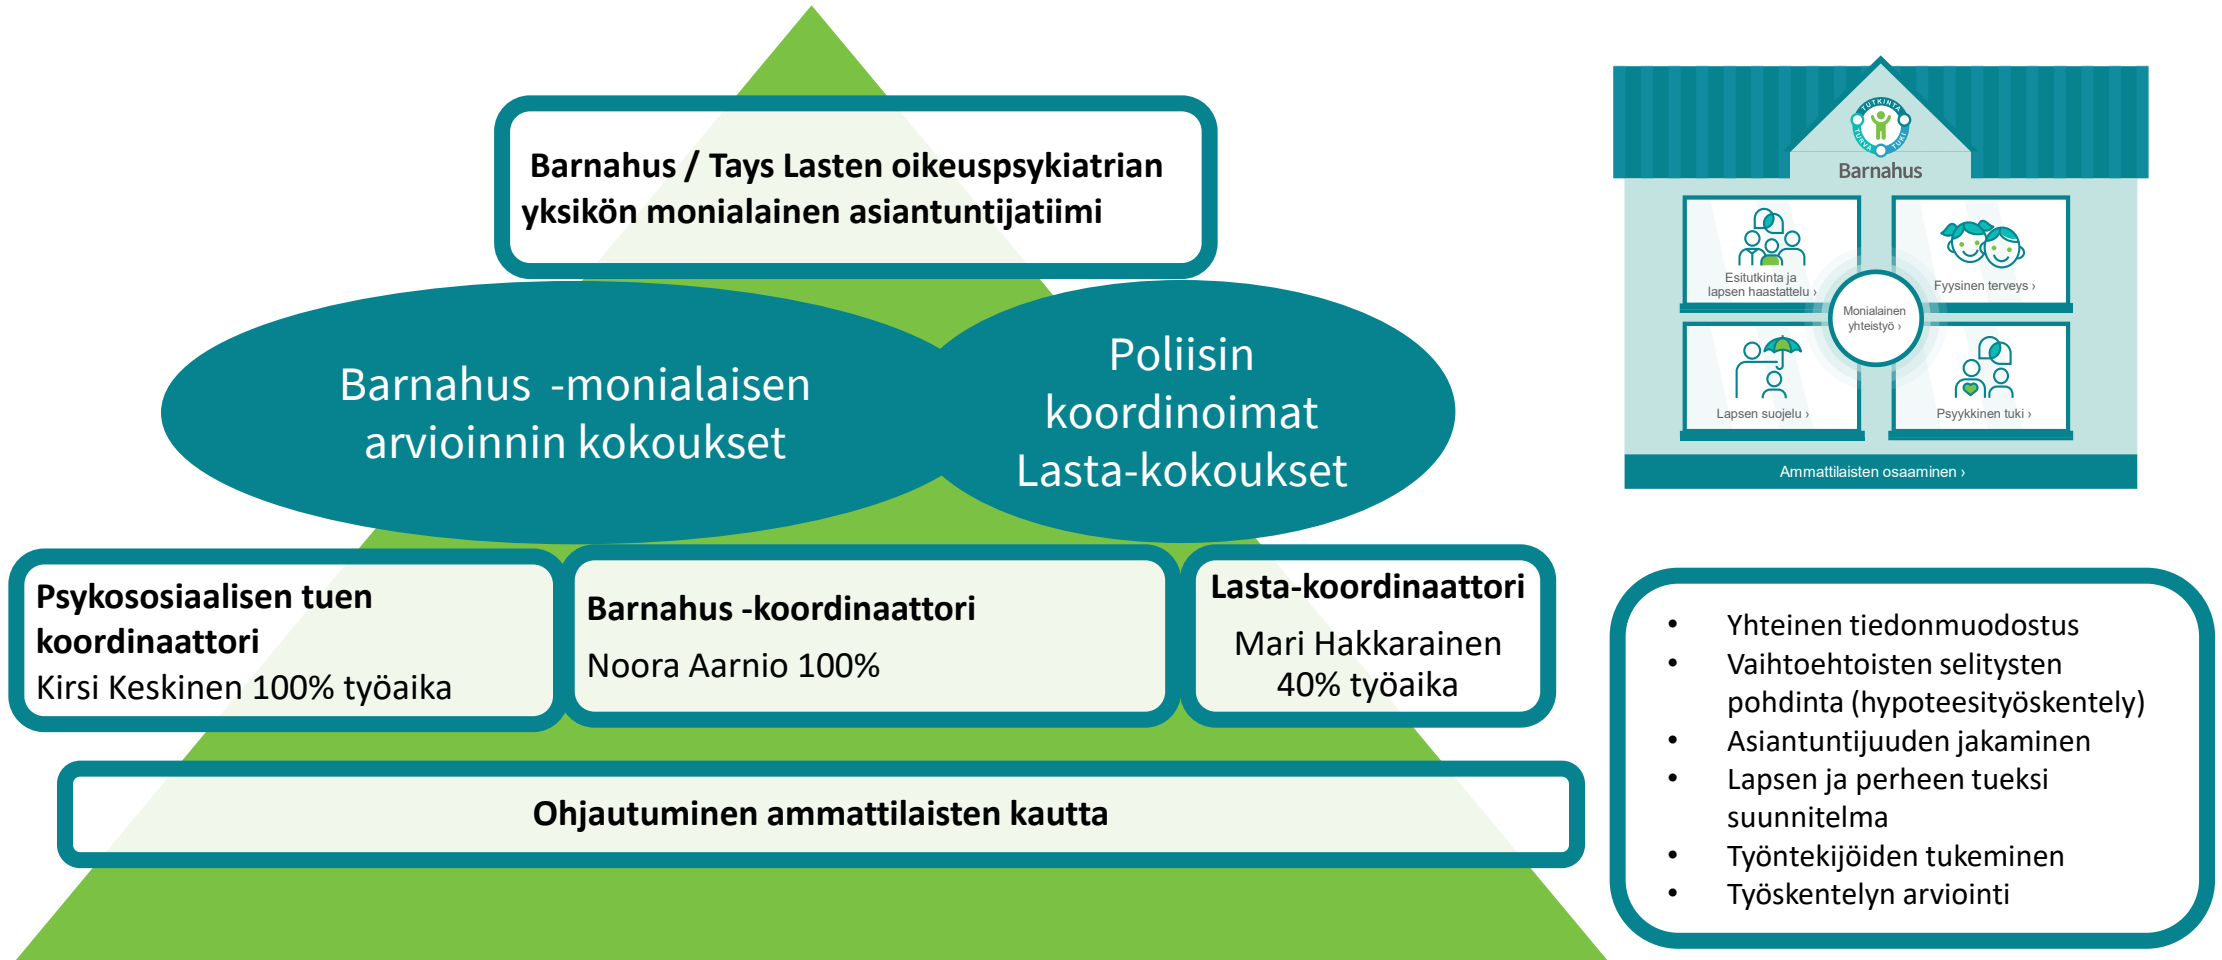 Barnahus / Tays Lasten oikeuspsykiatrian
yksikön monialainen asiantuntijatiimi
Barnahus -monialaisen
arvioinnin kokoukset
Poliisin
koordinoimat
Lasta-kokoukset
Psykososiaalisen tuen
koordinaattori
Kirsi Keskinen 100% työaika
Barnahus -koordinaattori
Noora Aarnio 100%
Lasta-koordinaattori
Mari Hakkarainen
40% työaika
Ohjautuminen ammattilaisten kautta
TUTKINTA
TURVA
TUKI
Barnahus
Esitutkinta ja
lapsen haastattelu ›
Fyysinen terveys ›
Monialainen
yhteistyö ›
Lapsen suojelu ›
Psyykkinen tuki ›
Ammattilaisten osaaminen ›
• Yhteinen tiedonmuodostus
• Vaihtoehtoisten selitysten
pohdinta (hypoteesityöskentely)
• Asiantuntijuuden jakaminen
• Lapsen ja perheen tueksi
suunnitelma
• Työntekijöiden tukeminen
• Työskentelyn arviointi